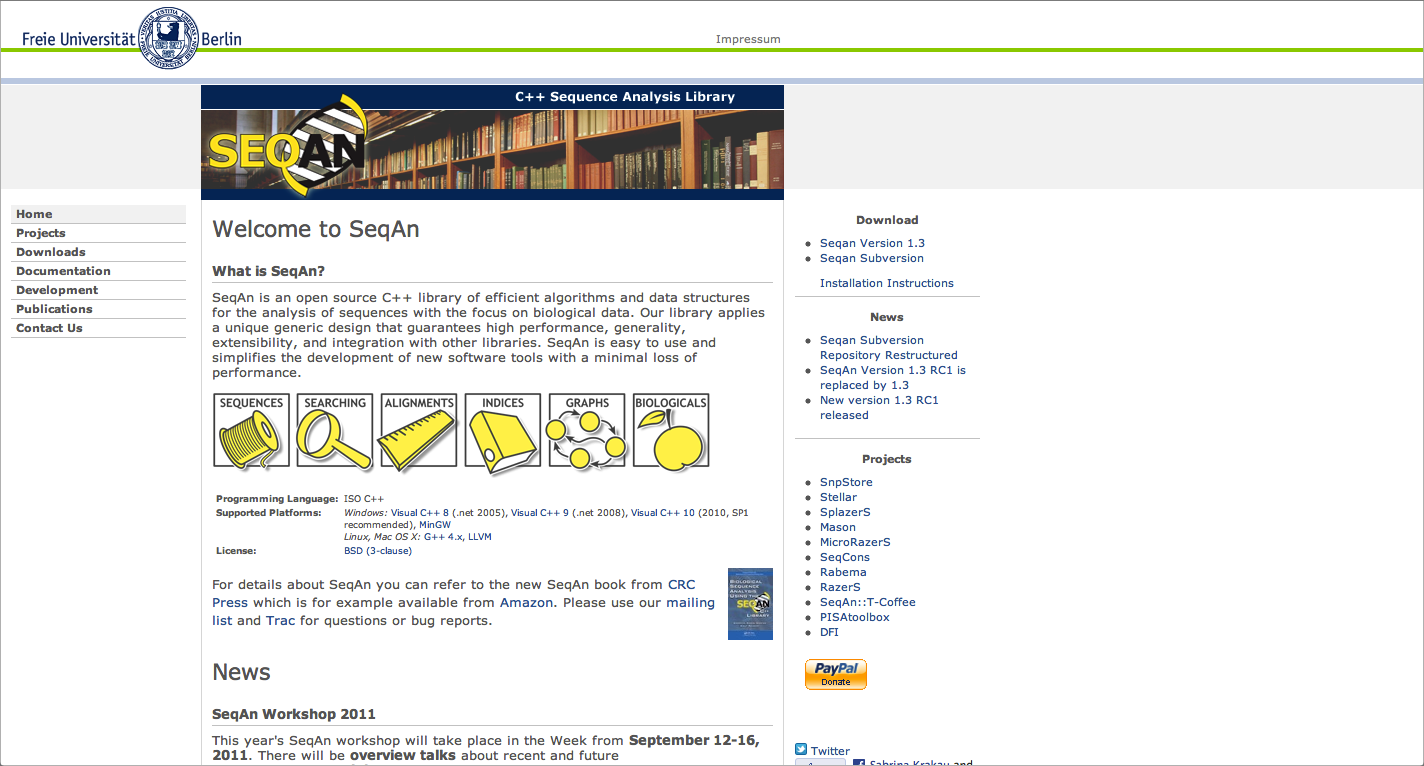 Freie Universität Berlin
Impressum
C++ Sequence Analysis Library
SEQAN
Home
Projects
Downloads
Documentation
Development
Publications
Contact Us
Welcome to SeqAn
What is SeqAn?
SeqAn is an open source C++ library of efficient algorithms and data structures
for the analysis of sequences with the focus on biological data. Our library applies
a unique generic design that guarantees high performance, generality,
extensibility, and integration with other libraries. SeqAn is easy to use and
simplifies the development of new software tools with a minimal loss of
performance.
SEQUENCES SEARCHING ALIGNMENTS INDICES GRAPHS BIOLOGICALS
Programming Language: ISO C++
Supported Platforms: Windows: Visual C++ 8 (.net 2005), Visual C++ 9 (.net 2008), Visual C++ 10 (2010, SP1
recommended), MinGW
Linux, Mac OS X: G++ 4.x, LLVM
License: BSD (3-clause)
For details about SeqAn you can refer to the new SeqAn book from CRC
Press which is for example available from Amazon. Please use our mailing
list and Trac for questions or bug reports.
BIOLOGICAL
SEQUENCE
ANALYSIS
USING THE
SEQAN
LIBRARY
News
SeqAn Workshop 2011
This year's SeqAn workshop will take place in the Week from September 12-16,
2011. There will be overview talks about recent and future
Download
Seqan Version 1.3
Seqan Subversion
Installation Instructions
News
Seqan Subversion
Repository Restructured
SeqAn Version 1.3 RC1 is
replaced by 1.3
New version 1.3 RC1
released
Projects
SnpStore
Stellar
SplazerS
Mason
MicroRazerS
SeqCons
Rabema
RazerS
SeqAn::T-Coffee
PISAtoolbox
DFI
PayPal
Donate
Twitter
Sabrina Krakau and